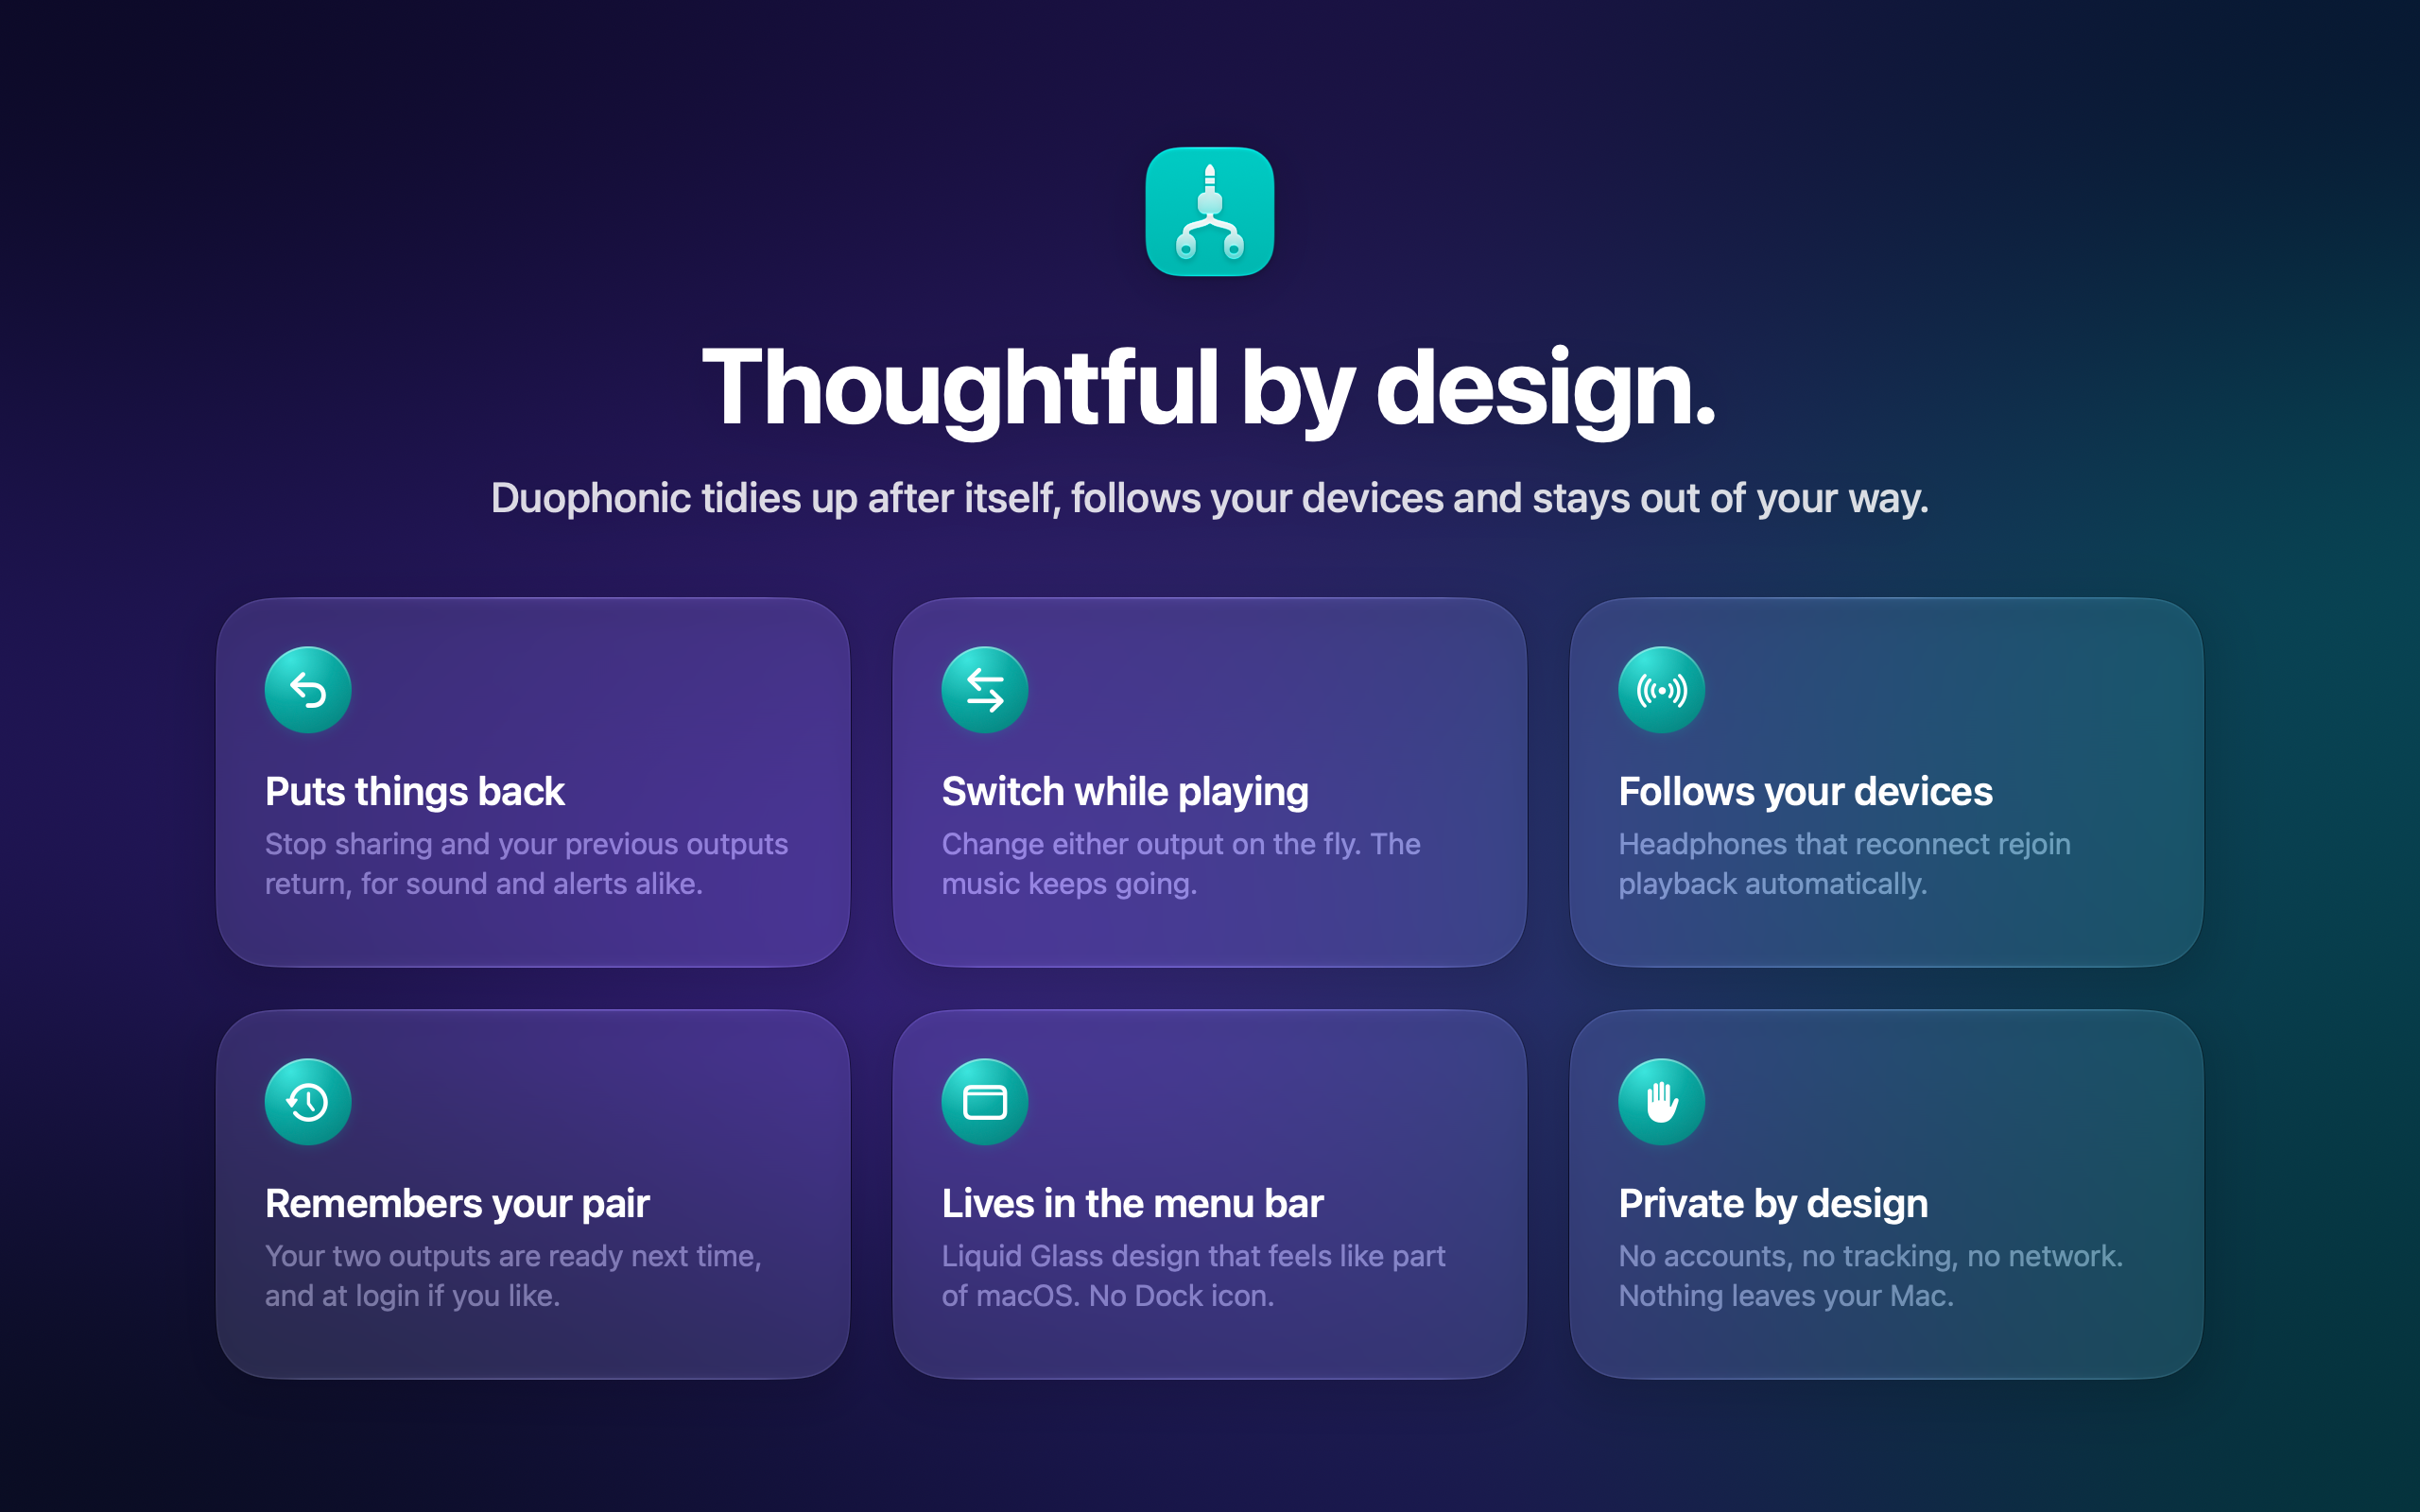 Thoughtful by design.
Duophonic tidies up after itself, follows your devices and stays out of your way.
Puts things back
Stop sharing and your previous outputs
return, for sound and alerts alike.
Switch while playing
Change either output on the fly. The
music keeps going.
Follows your devices
Headphones that reconnect rejoin
playback automatically.
Remembers your pair
Your two outputs are ready next time,
and at login if you like.
Lives in the menu bar
Liquid Glass design that feels like part
of macOS. No Dock icon.
Private by design
No accounts, no tracking, no network.
Nothing leaves your Mac.